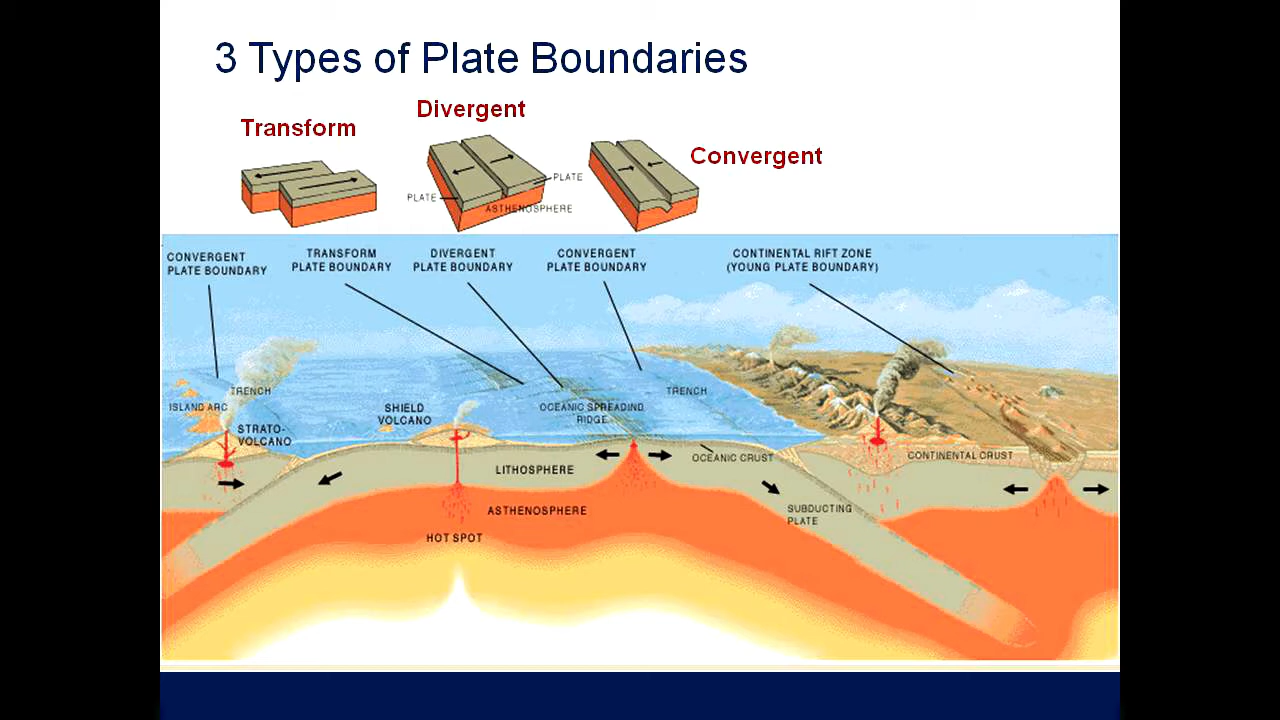 3 Types of Plate Boundaries
Divergent
Transform
Convergent
PLATE
PLATE
ASTHENOSPHERE
CONVERGENT
PLATE BOUNDARY
TRANSFORM
PLATE BOUNDARY
DIVERGENT
PLATE BOUNDARY
CONVERGENT
PLATE BOUNDARY
CONTINENTAL RIFT ZONE
(YOUNG PLATE BOUNDARY)
TRENCH
ISLAND ARC
STRATO-
VOLCANO
SHIELD
VOLCANO
OCEANIC SPREADING
RIDGE
TRENCH
LITHOSPHERE
OCEANIC CRUST
CONTINENTAL CRUST
ASTHENOSPHERE
SUBDUCTING
PLATE
HOT SPOT